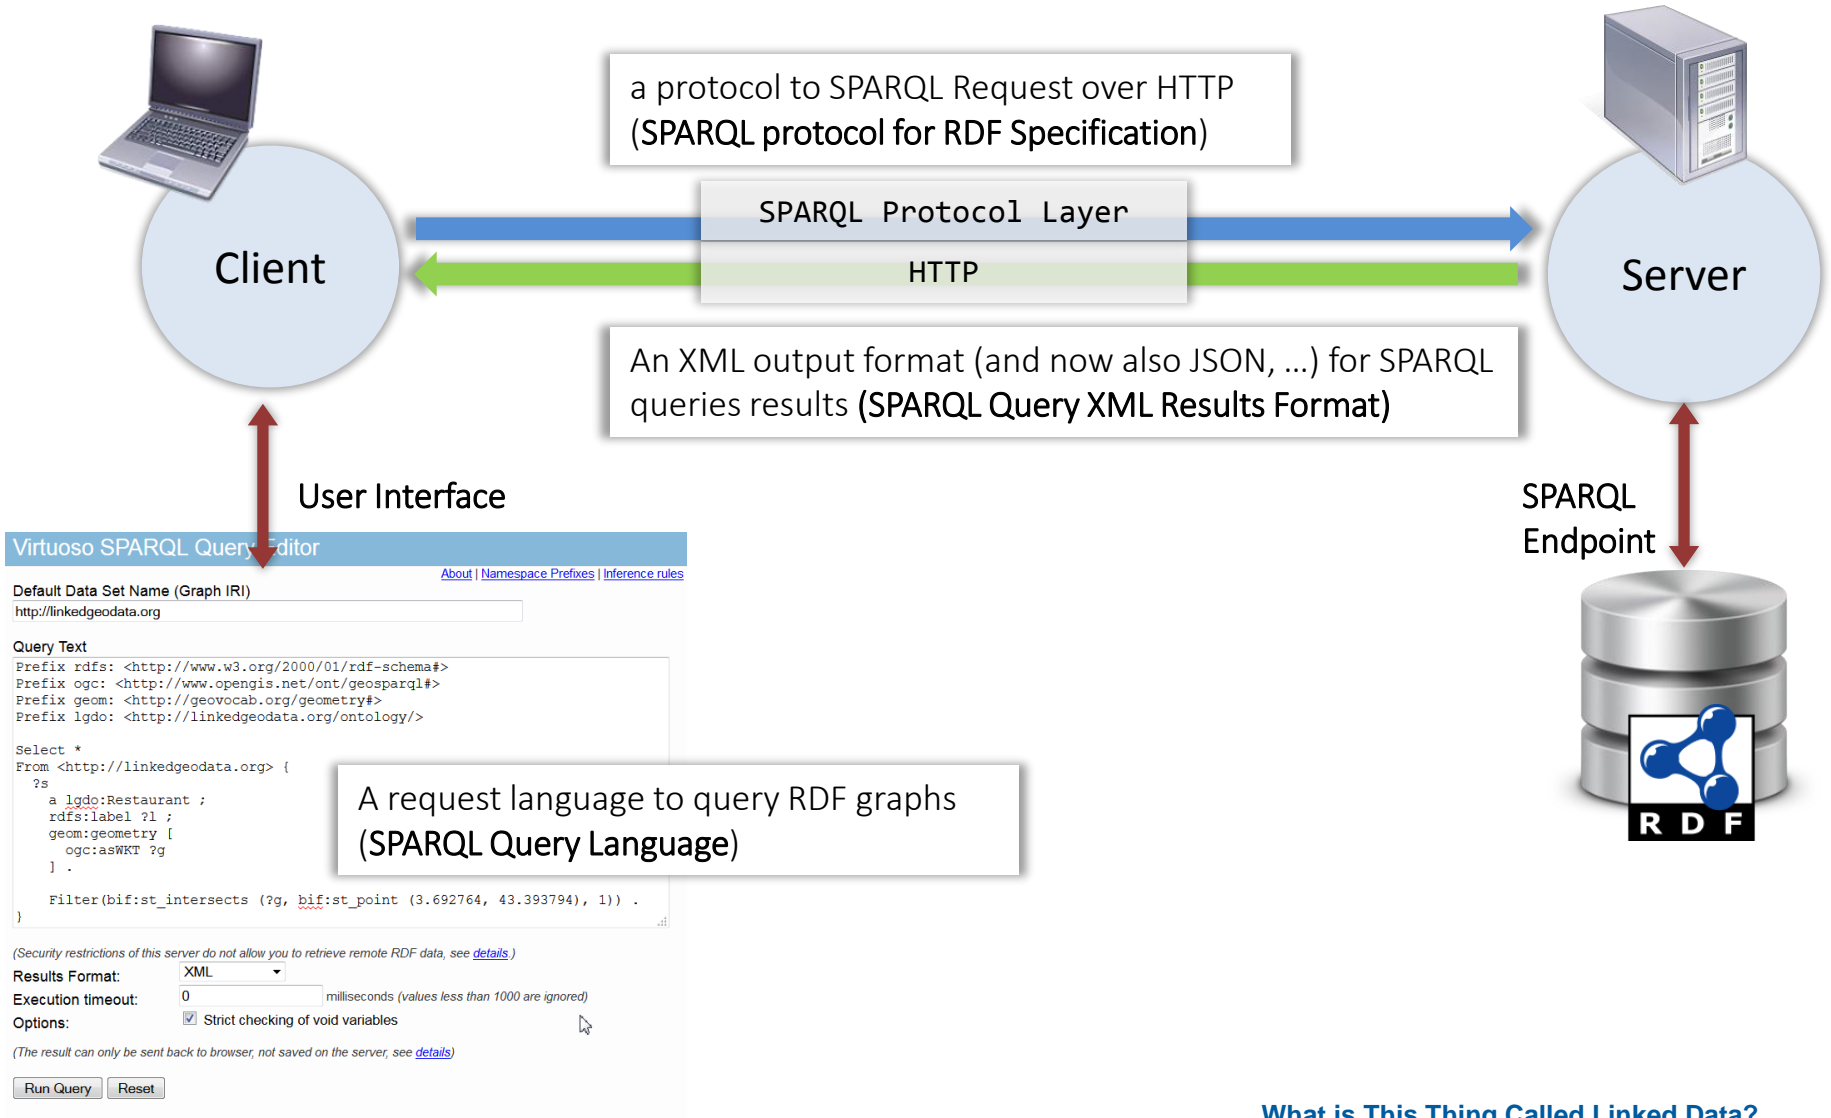 a protocol to SPARQL Request over HTTP
(SPARQL protocol for RDF Specification)
SPARQL Protocol Layer
HTTP
Client
Server
An XML output format (and now also JSON, ...) for SPARQL
queries results (SPARQL Query XML Results Format)
User Interface
SPARQL
Endpoint
Virtuoso SPARQL Query Editor
About | Namespace Prefixes | Inference rules
Default Data Set Name (Graph IRI)
http://linkedgeodata.org
Query Text
Prefix rdfs: <http://www.w3.org/2000/01/rdf-schema#>
Prefix ogc: <http://www.opengis.net/ont/geosparql#>
Prefix geom: <http://geovocab.org/geometry#>
Prefix lgdo: <http://linkedgeodata.org/ontology/>
Select *
From <http://linkedgeodata.org> {
?s
a lgdo:Restaurant ;
rdfs:label ?l ;
geom:geometry [
ogc:asWKT ?g
] .
Filter(bif:st_intersects (?g, bif:st_point (3.692764, 43.393794), 1)) .
}
A request language to query RDF graphs
(SPARQL Query Language)
RDF
(Security restrictions of this server do not allow you to retrieve remote RDF data, see details.)
Results Format: XML
Execution timeout: 0 milliseconds (values less than 1000 are ignored)
Options: Strict checking of void variables
(The result can only be sent back to browser, not saved on the server, see details)
Run Query Reset
What is This Thing Called Linked Data?